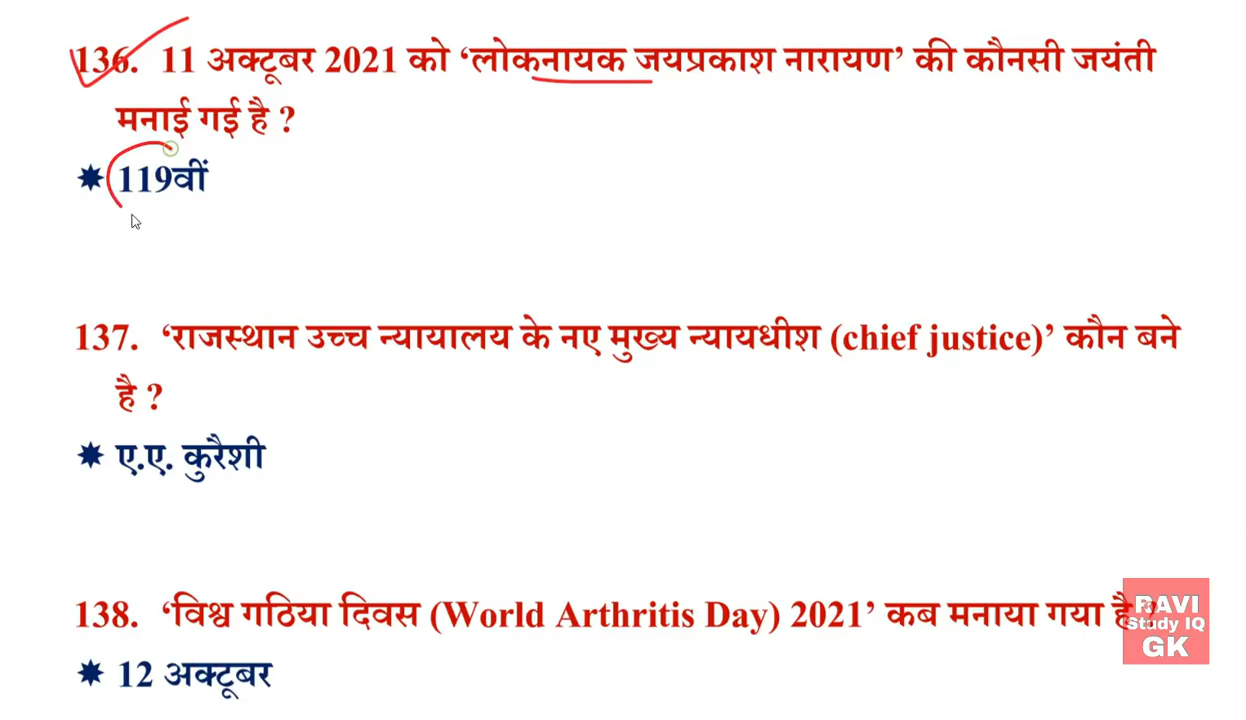 136. 11 अक्टूबर 2021 को ‘लोकनायक जयप्रकाश नारायण’ की कौनसी जयंती
मनाई गई है ?
✷ 119वीं
137. ‘राजस्थान उच्च न्यायालय के नए मुख्य न्यायधीश (chief justice)’ कौन बने
है ?
✷ ए.ए. कुरैशी
138. ‘विश्व गठिया दिवस (World Arthritis Day) 2021’ कब मनाया गया है ?
✷ 12 अक्टूबर
RAVI
Study IQ
GK